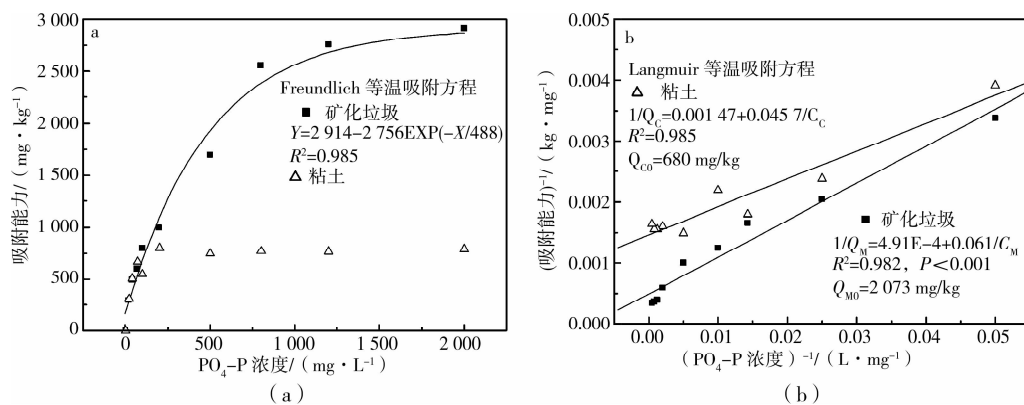 a
3 000
2 500
2 000
1 500
1 000
500
0
吸附能力/（mg·kg⁻¹）
Freundlich 等温吸附方程
■ 矿化垃圾
Y=2 914−2 756EXP(−X/488)
R²=0.985
△ 粘土
0 500 1 000 1 500 2 000
PO₄–P 浓度/（mg·L⁻¹）
（a）
b
0.005
0.004
0.003
0.002
0.001
0.000
(吸附能力)⁻¹/（kg·mg⁻¹）
Langmuir 等温吸附方程
△ 粘土
1/Q_C=0.001 47+0.045 7/C_C
R²=0.985
Q_C0=680 mg/kg
■ 矿化垃圾
1/Q_M=4.91E−4+0.061/C_M
R²=0.982，P＜0.001
Q_M0=2 073 mg/kg
0.00 0.01 0.02 0.03 0.04 0.05
（PO₄–P 浓度）⁻¹/（L·mg⁻¹）
（b）